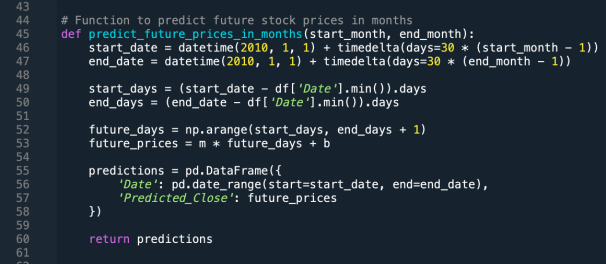 43
44 # Function to predict future stock prices in months
45 def predict_future_prices_in_months(start_month, end_month):
46     start_date = datetime(2010, 1, 1) + timedelta(days=30 * (start_month - 1))
47     end_date = datetime(2010, 1, 1) + timedelta(days=30 * (end_month - 1))
48
49     start_days = (start_date - df['Date'].min()).days
50     end_days = (end_date - df['Date'].min()).days
51
52     future_days = np.arange(start_days, end_days + 1)
53     future_prices = m * future_days + b
54
55     predictions = pd.DataFrame({
56         'Date': pd.date_range(start=start_date, end=end_date),
57         'Predicted_Close': future_prices
58     })
59
60     return predictions
61